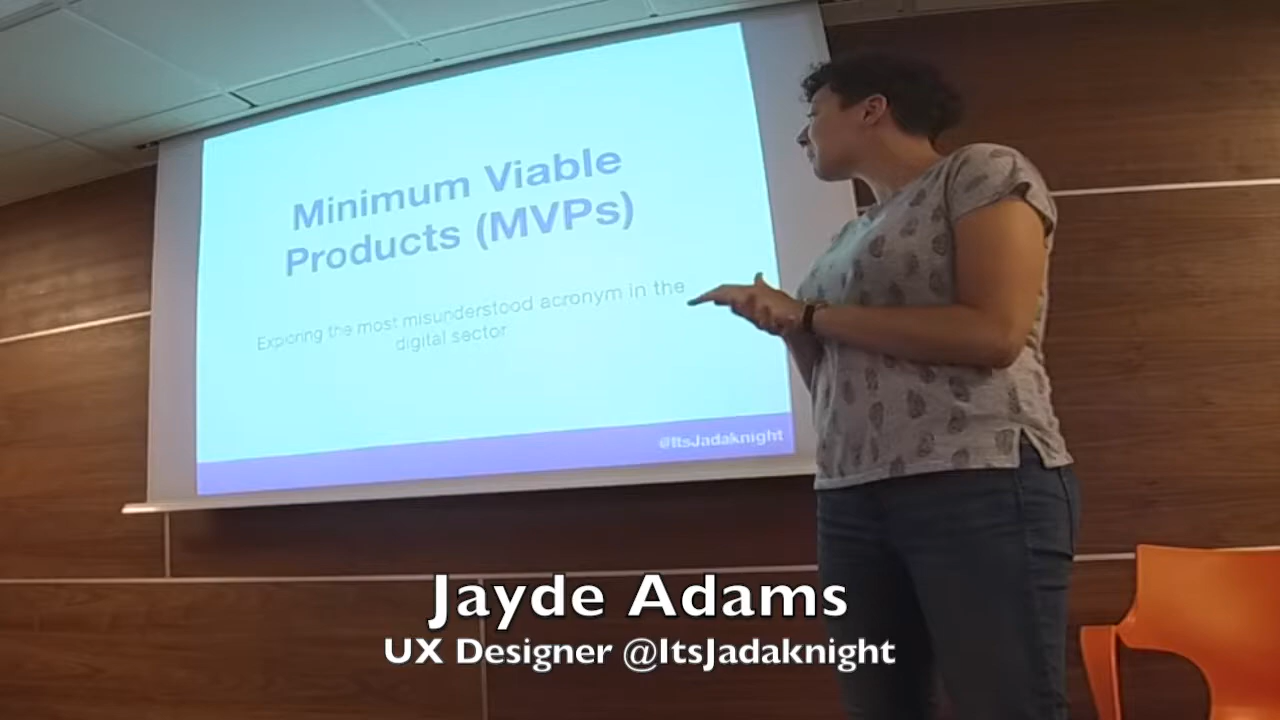 Minimum Viable
Products (MVPs)
Exploring the most misunderstood acronym in the
digital sector
@ItsJadaknight
Jayde Adams
UX Designer @ItsJadaknight